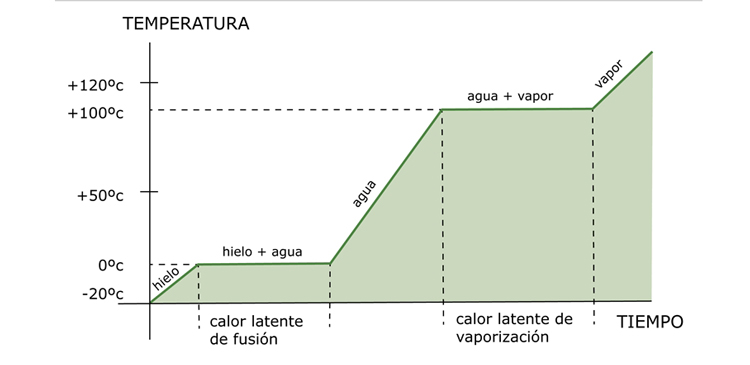 TEMPERATURA
+120ºc
+100ºc
+50ºc
0ºc
-20ºc
hielo
hielo + agua
agua
agua + vapor
vapor
calor latente
de fusión
calor latente de
vaporización
TIEMPO